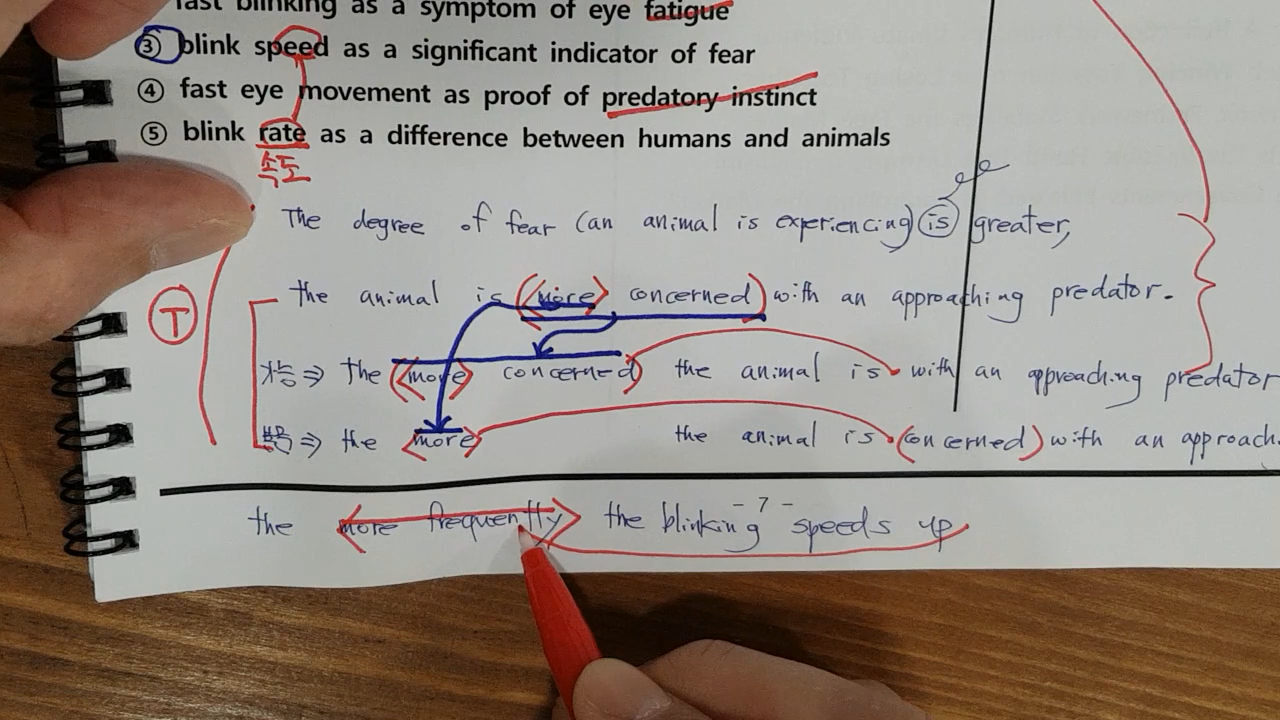 fast blinking as a symptom of eye fatigue
③ blink speed as a significant indicator of fear
④ fast eye movement as proof of predatory instinct
⑤ blink rate as a difference between humans and animals
속도
The degree of fear (an animal is experiencing) is greater,
the animal is (<more> concerned) with an approaching predator.
T
⇒ the (<more> concerned) the animal is with an approaching predator
⇒ the <more> the animal is (concerned) with an approach.
- 7 -
the <more frequently> the blinking speeds up